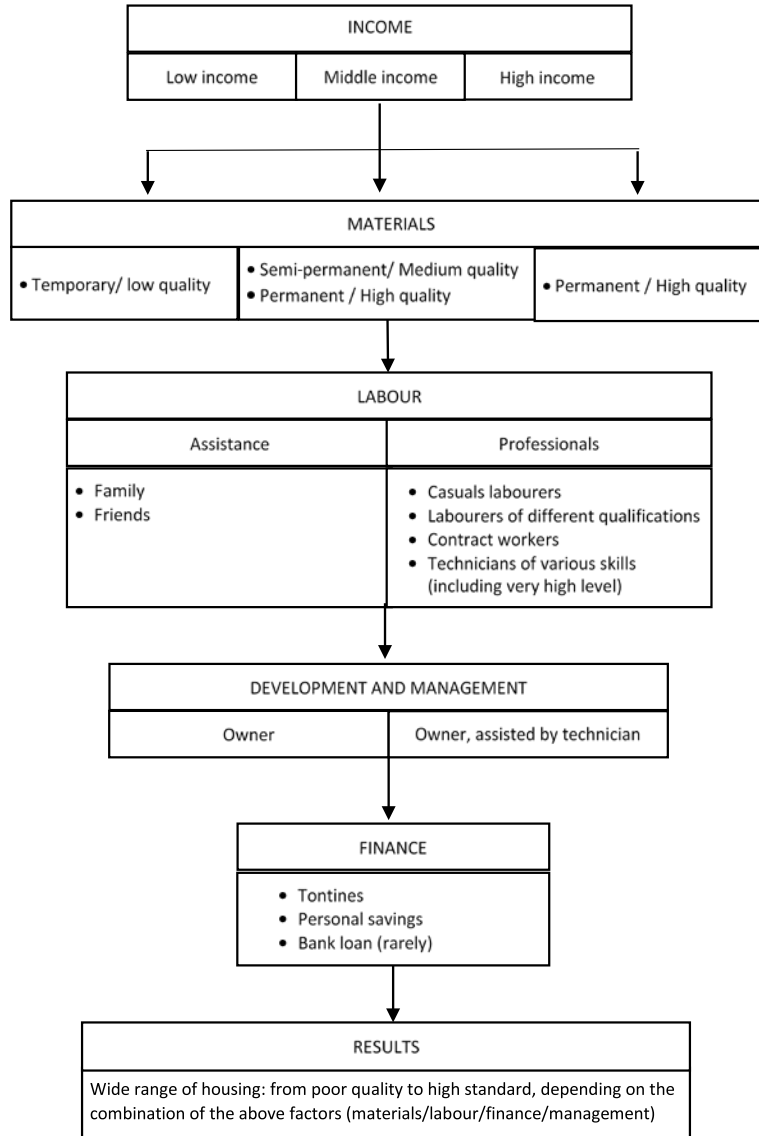 INCOME
Low income
Middle income
High income
MATERIALS
• Temporary/ low quality
• Semi-permanent/ Medium quality
• Permanent / High quality
• Permanent / High quality
LABOUR
Assistance
Professionals
• Family
• Friends
• Casuals labourers
• Labourers of different qualifications
• Contract workers
• Technicians of various skills
(including very high level)
DEVELOPMENT AND MANAGEMENT
Owner
Owner, assisted by technician
FINANCE
• Tontines
• Personal savings
• Bank loan (rarely)
RESULTS
Wide range of housing: from poor quality to high standard, depending on the
combination of the above factors (materials/labour/finance/management)